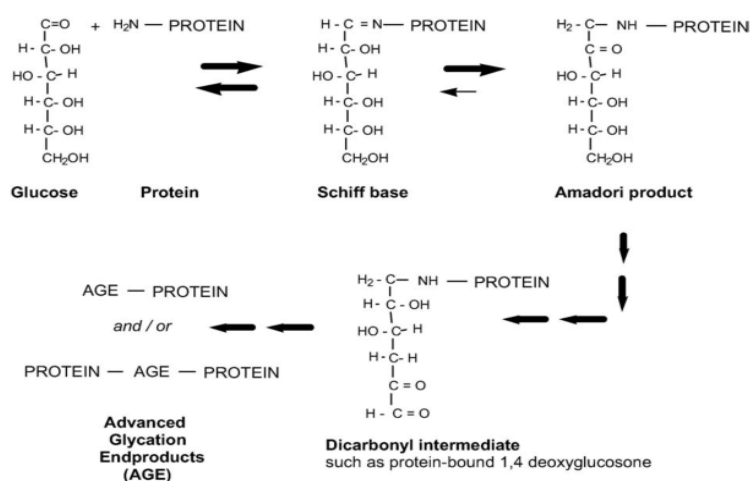 C=O + H₂N — PROTEIN
H - C - OH
HO - C - H
H - C - OH
H - C - OH
CH₂OH
Glucose
Protein
H - C = N — PROTEIN
H - C - OH
HO - C - H
H - C - OH
H - C - OH
CH₂OH
Schiff base
H₂ - C — NH — PROTEIN
C = O
HO - C - H
H - C - OH
H - C - OH
CH₂OH
Amadori product
H₂ - C — NH — PROTEIN
H - C - OH
HO - C - H
H - C - H
C = O
H - C = O
Dicarbonyl intermediate
such as protein-bound 1,4 deoxyglucosone
AGE — PROTEIN
and / or
PROTEIN — AGE — PROTEIN
Advanced
Glycation
Endproducts
(AGE)